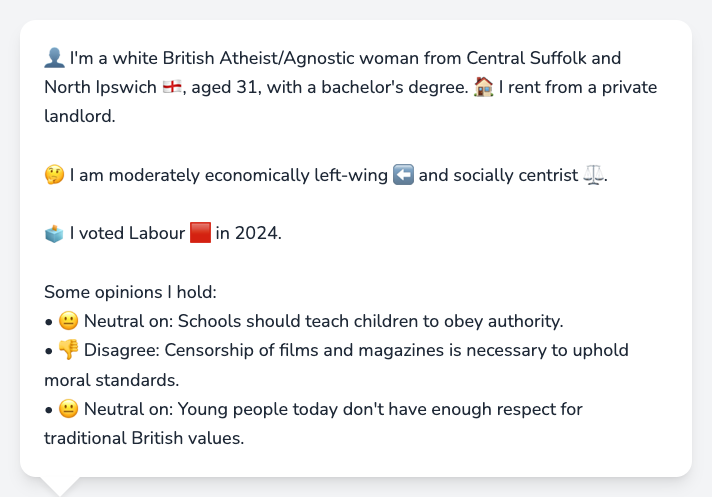 👤 I'm a white British Atheist/Agnostic woman from Central Suffolk and
North Ipswich 🏴󠁧󠁢󠁥󠁮󠁧󠁿, aged 31, with a bachelor's degree. 🏠 I rent from a private
landlord.
🤔 I am moderately economically left-wing ⬅️ and socially centrist ⚖️.
🗳️ I voted Labour 🟥 in 2024.
Some opinions I hold:
• 😐 Neutral on: Schools should teach children to obey authority.
• 👎 Disagree: Censorship of films and magazines is necessary to uphold
moral standards.
• 😐 Neutral on: Young people today don't have enough respect for
traditional British values.